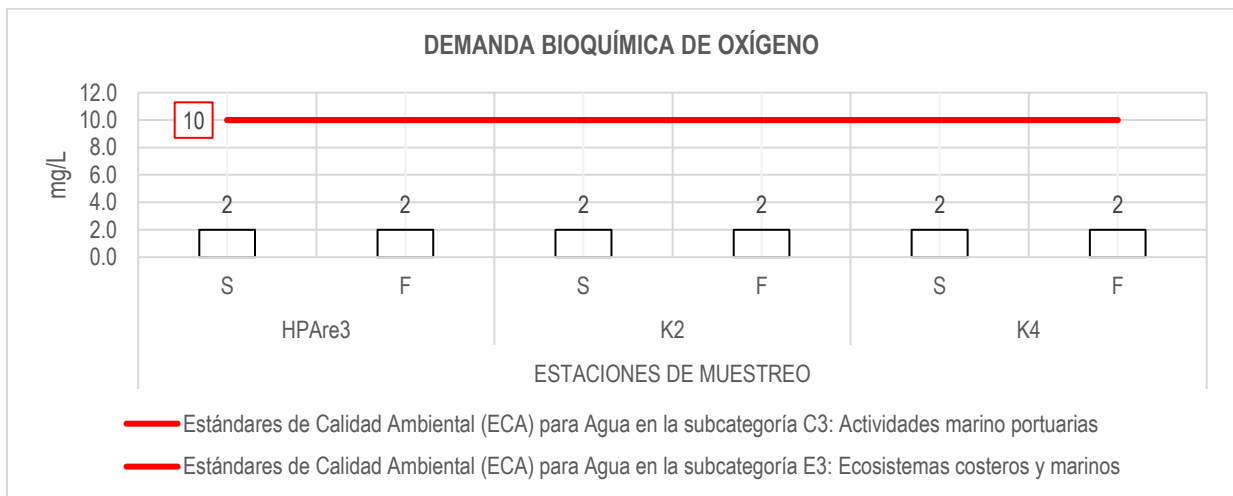 DEMANDA BIOQUÍMICA DE OXÍGENO
mg/L
12.0
10.0
8.0
6.0
4.0
2.0
0.0
10
2 2 2 2 2 2
S F S F S F
HPAre3 K2 K4
ESTACIONES DE MUESTREO
Estándares de Calidad Ambiental (ECA) para Agua en la subcategoría C3: Actividades marino portuarias
Estándares de Calidad Ambiental (ECA) para Agua en la subcategoría E3: Ecosistemas costeros y marinos